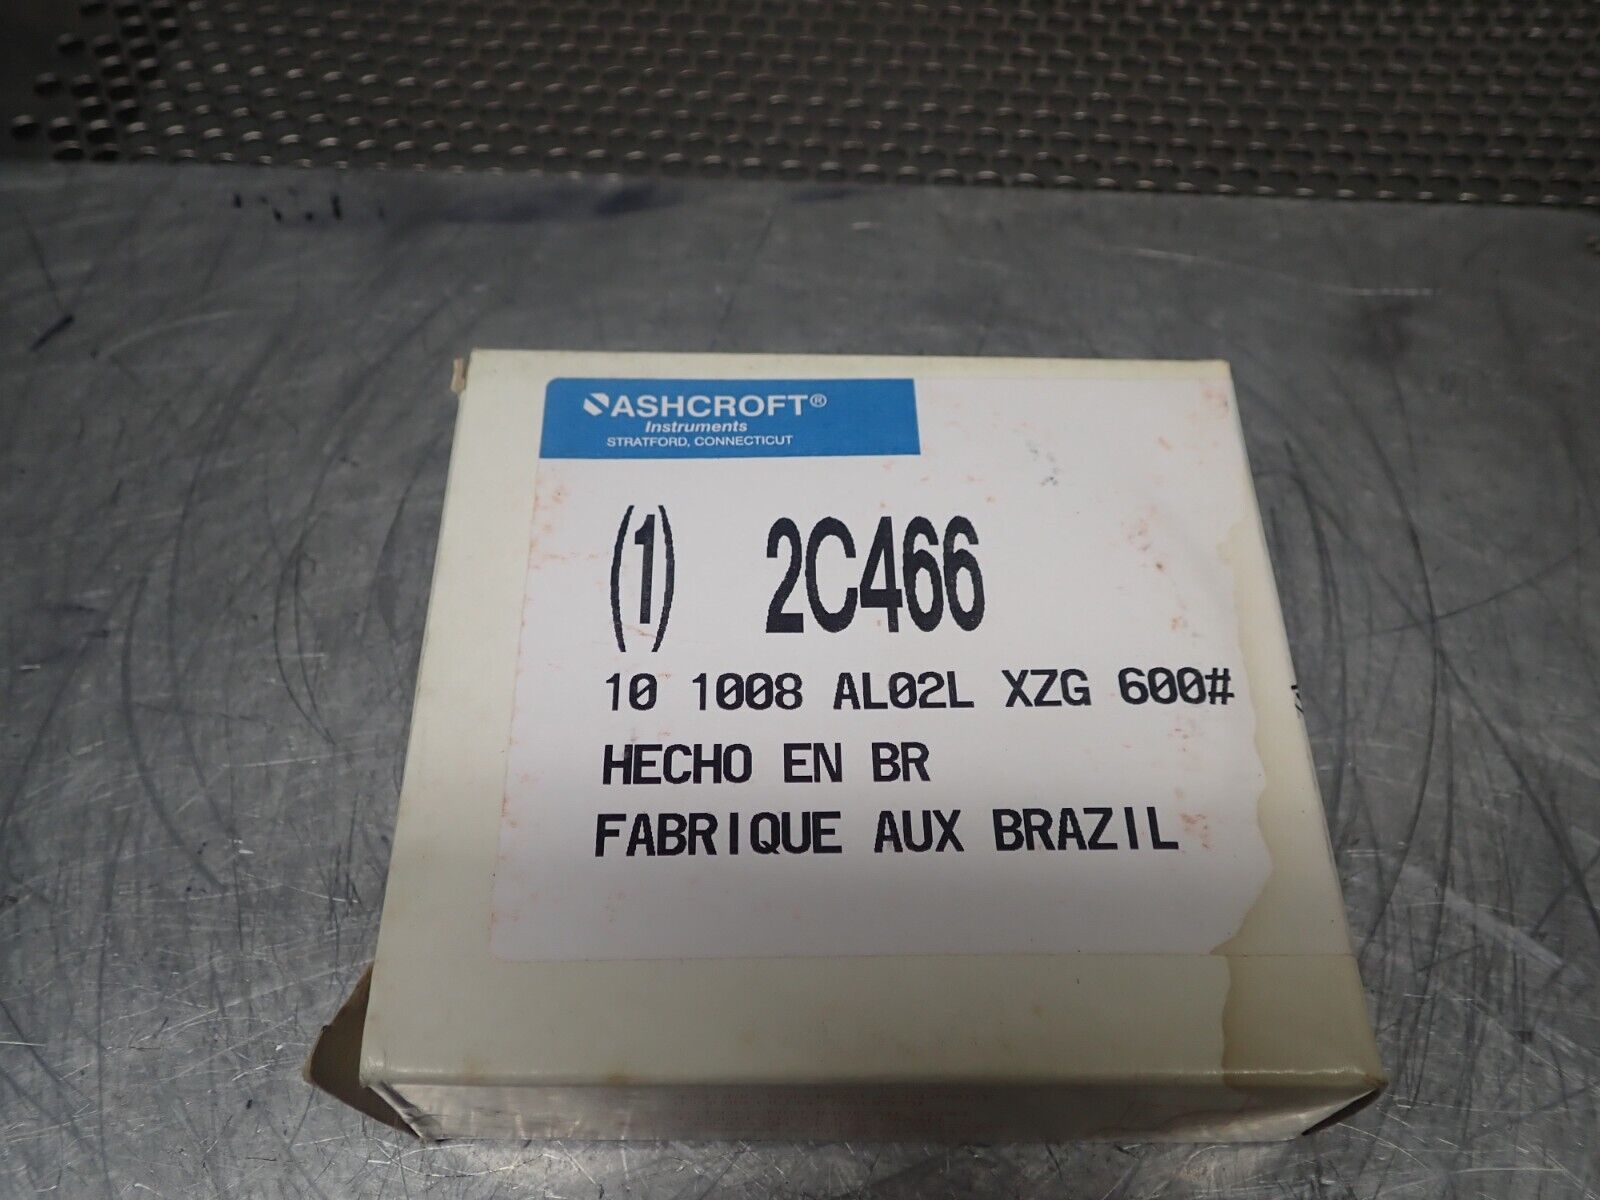 ASHCROFT®
Instruments
STRATFORD, CONNECTICUT
(1) 2C466
10 1008 AL02L XZG 600#
HECHO EN BR
FABRIQUE AUX BRAZIL